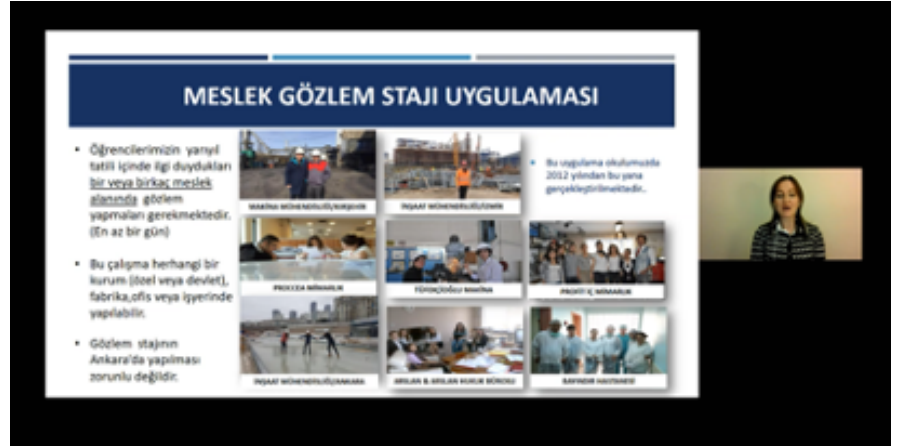 MESLEK GÖZLEM STAJI UYGULAMASI
• Öğrencilerimizin yarıyıl
tatili içinde ilgi duydukları
bir veya birkaç meslek
alanında gözlem
yapmaları gerekmektedir.
(En az bir gün)
• Bu çalışma herhangi bir
kurum (özel veya devlet),
fabrika,ofis veya işyerinde
yapılabilir.
• Gözlem stajının
Ankara'da yapılması
zorunlu değildir.
MAKİNA MÜHENDİSLİĞİ/KIRŞEHİR
İNŞAAT MÜHENDİSLİĞİ/İZMİR
• Bu uygulama okulumuzda
2012 yılından bu yana
gerçekleştirilmektedir.
MİMARLIK
TÜFEKÇİOĞLU MAKİNA
PROFİT İÇ MİMARLIK
İNŞAAT MÜHENDİSLİĞİ/ANKARA
ARSLAN & ARSLAN HUKUK BÜROSU
BAYINDIR HASTANESİ